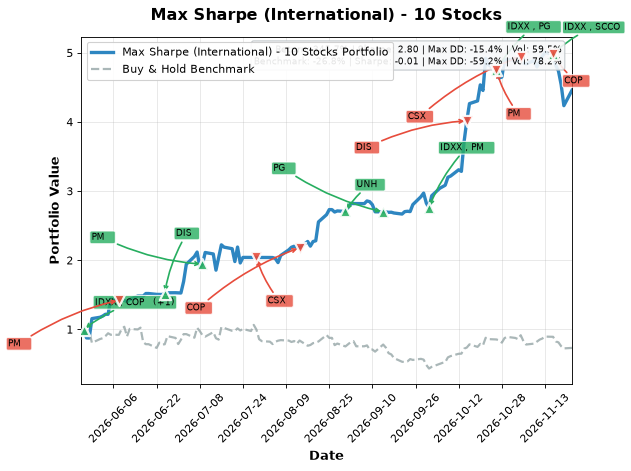 Max Sharpe (International) - 10 Stocks
IDXX , PG
IDXX , SCCO
Max Sharpe (International) - 10 Stocks Portfolio
Buy & Hold Benchmark
2.80 | Max DD: -15.4% | Vol: 59.5%
Benchmark: -26.8% | Sharpe: -0.01 | Max DD: -59.2% | Vol: 78.2%
COP
CSX
PM
DIS
IDXX , PM
PG
UNH
PM
DIS
IDXX , COP (+1)
COP
CSX
PM
Portfolio Value
5
4
3
2
1
2026-06-06
2026-06-22
2026-07-08
2026-07-24
2026-08-09
2026-08-25
2026-09-10
2026-09-26
2026-10-12
2026-10-28
2026-11-13
Date